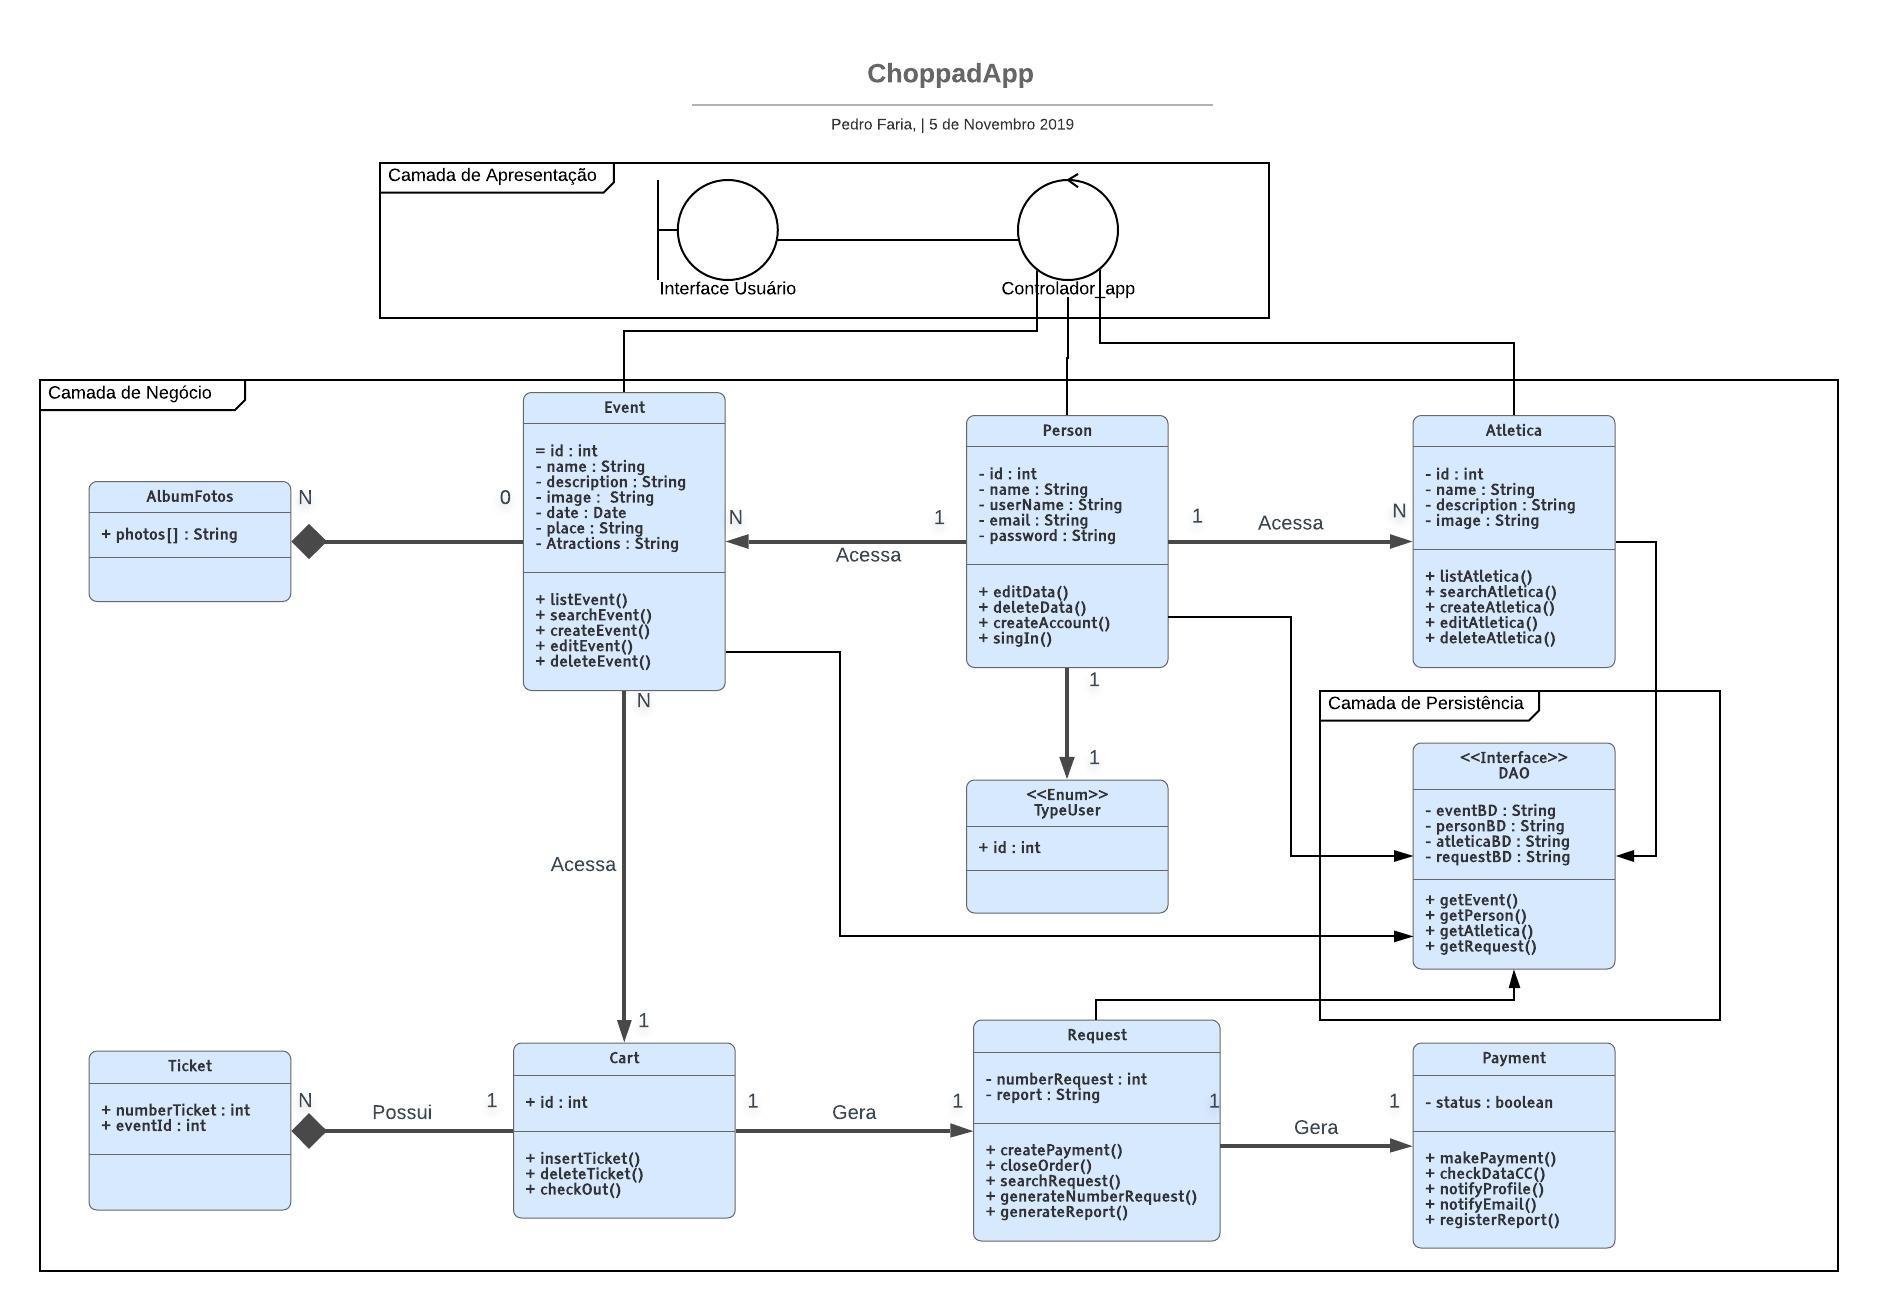 ChoppadApp
Pedro Faria, | 5 de Novembro 2019
Camada de Apresentação
Interface Usuário
Controlador_app
Camada de Negócio
Event
= id : int
- name : String
- description : String
- image :  String
- date : Date
- place : String
- Atractions : String
+ listEvent()
+ searchEvent()
+ createEvent()
+ editEvent()
+ deleteEvent()
Person
- id : int
- name : String
- userName : String
- email : String
- password : String
+ editData()
+ deleteData()
+ createAccount()
+ singIn()
Atletica
- id : int
- name : String
- description : String
- image : String
+ listAtletica()
+ searchAtletica()
+ createAtletica()
+ editAtletica()
+ deleteAtletica()
AlbumFotos
+ photos[] : String
N
0
N
1
Acessa
1
Acessa
N
N
1
1
Camada de Persistência
<<Interface>>
DAO
- eventBD : String
- personBD : String
- atleticaBD : String
- requestBD : String
+ getEvent()
+ getPerson()
+ getAtletica()
+ getRequest()
<<Enum>>
TypeUser
+ id : int
Acessa
1
Ticket
+ numberTicket : int
+ eventId : int
N
Possui
1
Cart
+ id : int
+ insertTicket()
+ deleteTicket()
+ checkOut()
1
Gera
1
Request
- numberRequest : int
- report : String
+ createPayment()
+ closeOrder()
+ searchRequest()
+ generateNumberRequest()
+ generateReport()
1
Gera
1
Payment
- status : boolean
+ makePayment()
+ checkDataCC()
+ notifyProfile()
+ notifyEmail()
+ registerReport()